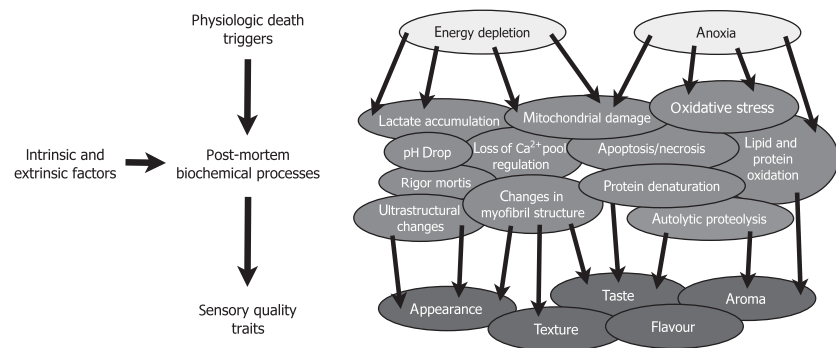 Physiologic death
triggers
Intrinsic and
extrinsic factors
Post-mortem
biochemical processes
Sensory quality
traits
Energy depletion
Anoxia
Lactate accumulation
Mitochondrial damage
Oxidative stress
pH Drop
Loss of Ca²⁺pool
regulation
Apoptosis/necrosis
Lipid and
protein
oxidation
Rigor mortis
Changes in
myofibril structure
Protein denaturation
Ultrastructural
changes
Autolytic proteolysis
Appearance
Texture
Taste
Flavour
Aroma